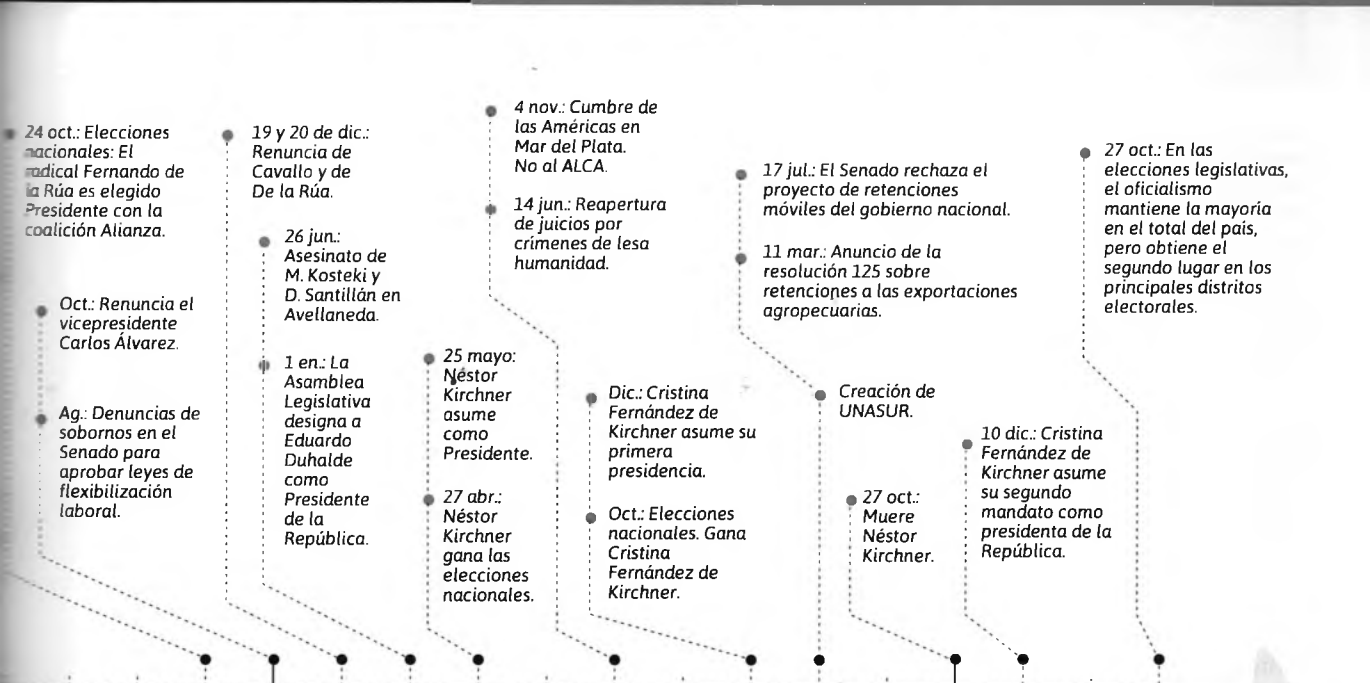 24 oct.: Elecciones
nacionales: El
radical Fernando de
la Rúa es elegido
Presidente con la
coalición Alianza.
Oct.: Renuncia el
vicepresidente
Carlos Álvarez.
Ag.: Denuncias de
sobornos en el
Senado para
aprobar leyes de
flexibilización
laboral.
19 y 20 de dic.:
Renuncia de
Cavallo y de
De la Rúa.
26 jun.:
Asesinato de
M. Kosteki y
D. Santillán en
Avellaneda.
1 en.: La
Asamblea
Legislativa
designa a
Eduardo
Duhalde
como
Presidente
de la
República.
25 mayo:
Néstor
Kirchner
asume
como
Presidente.
27 abr.:
Néstor
Kirchner
gana las
elecciones
nacionales.
4 nov.: Cumbre de
las Américas en
Mar del Plata.
No al ALCA.
14 jun.: Reapertura
de juicios por
crímenes de lesa
humanidad.
Dic.: Cristina
Fernández de
Kirchner asume su
primera
presidencia.
Oct.: Elecciones
nacionales. Gana
Cristina
Fernández de
Kirchner.
17 jul.: El Senado rechaza el
proyecto de retenciones
móviles del gobierno nacional.
11 mar.: Anuncio de la
resolución 125 sobre
retenciones a las exportaciones
agropecuarias.
Creación de
UNASUR.
27 oct.:
Muere
Néstor
Kirchner.
10 dic.: Cristina
Fernández de
Kirchner asume
su segundo
mandato como
presidenta de la
República.
27 oct.: En las
elecciones legislativas,
el oficialismo
mantiene la mayoría
en el total del país,
pero obtiene el
segundo lugar en los
principales distritos
electorales.